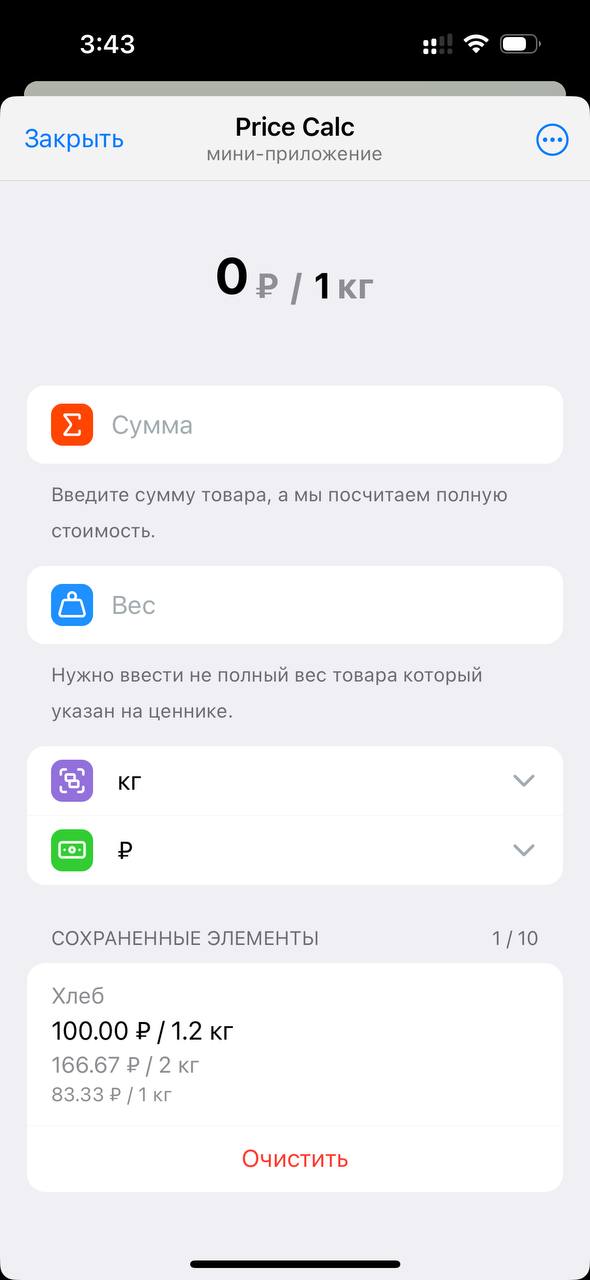 3:43
Закрыть
Price Calc
мини-приложение
0 ₽ / 1 кг
Сумма
Введите сумму товара, а мы посчитаем полную
стоимость.
Вес
Нужно ввести не полный вес товара который
указан на ценнике.
кг
₽
СОХРАНЕННЫЕ ЭЛЕМЕНТЫ 1 / 10
Хлеб
100.00 ₽ / 1.2 кг
166.67 ₽ / 2 кг
83.33 ₽ / 1 кг
Очистить